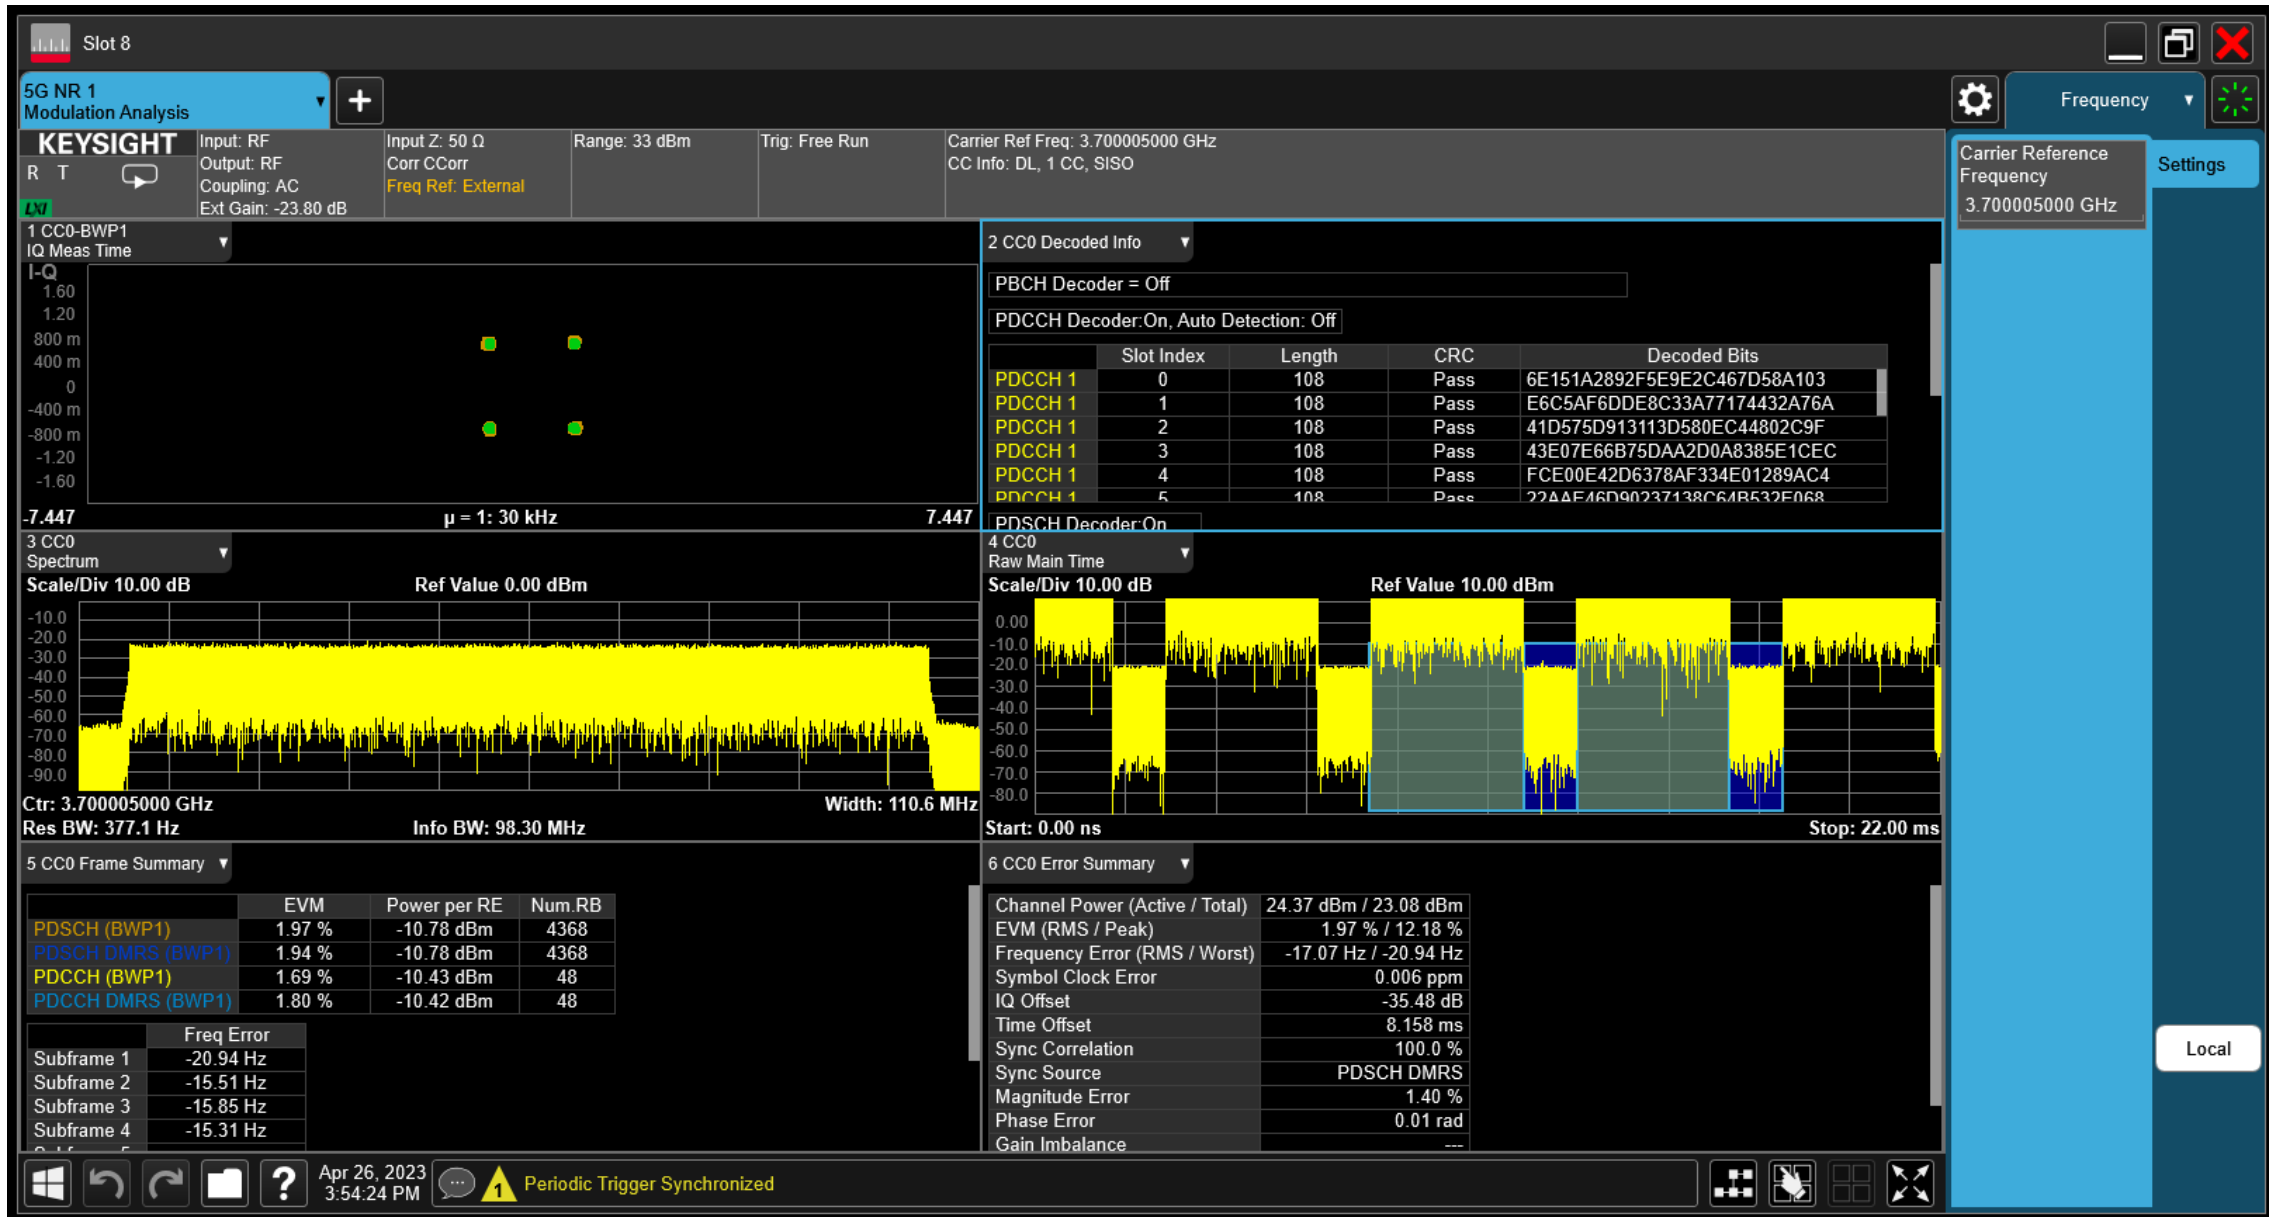 Slot 8
5G NR 1
Modulation Analysis
Frequency
KEYSIGHT
R T
LXI
Input: RF
Output: RF
Coupling: AC
Ext Gain: -23.80 dB
Input Z: 50 Ω
Corr CCorr
Freq Ref: External
Range: 33 dBm
Trig: Free Run
Carrier Ref Freq: 3.700005000 GHz
CC Info: DL, 1 CC, SISO
Carrier Reference
Frequency
3.700005000 GHz
Settings
1 CC0-BWP1
IQ Meas Time
I-Q
1.60
1.20
800 m
400 m
0
-400 m
-800 m
-1.20
-1.60
-7.447 µ = 1: 30 kHz 7.447
2 CC0 Decoded Info
PBCH Decoder = Off
PDCCH Decoder:On, Auto Detection: Off
Slot Index Length CRC Decoded Bits
PDCCH 1 0 108 Pass 6E151A2892F5E9E2C467D58A103
PDCCH 1 1 108 Pass E6C5AF6DDE8C33A77174432A76A
PDCCH 1 2 108 Pass 41D575D913113D580EC44802C9F
PDCCH 1 3 108 Pass 43E07E66B75DAA2D0A8385E1CEC
PDCCH 1 4 108 Pass FCE00E42D6378AF334E01289AC4
PDCCH 1 5 108 Pass 22AAE46D90237138C64B532E068
PDSCH Decoder:On
3 CC0
Spectrum
Scale/Div 10.00 dB Ref Value 0.00 dBm
-10.0
-20.0
-30.0
-40.0
-50.0
-60.0
-70.0
-80.0
-90.0
Ctr: 3.700005000 GHz Width: 110.6 MHz
Res BW: 377.1 Hz Info BW: 98.30 MHz
4 CC0
Raw Main Time
Scale/Div 10.00 dB Ref Value 10.00 dBm
0.00
-10.0
-20.0
-30.0
-40.0
-50.0
-60.0
-70.0
-80.0
Start: 0.00 ns Stop: 22.00 ms
5 CC0 Frame Summary
EVM Power per RE Num.RB
PDSCH (BWP1) 1.97 % -10.78 dBm 4368
PDSCH DMRS (BWP1) 1.94 % -10.78 dBm 4368
PDCCH (BWP1) 1.69 % -10.43 dBm 48
PDCCH DMRS (BWP1) 1.80 % -10.42 dBm 48
Freq Error
Subframe 1 -20.94 Hz
Subframe 2 -15.51 Hz
Subframe 3 -15.85 Hz
Subframe 4 -15.31 Hz
6 CC0 Error Summary
Channel Power (Active / Total) 24.37 dBm / 23.08 dBm
EVM (RMS / Peak) 1.97 % / 12.18 %
Frequency Error (RMS / Worst) -17.07 Hz / -20.94 Hz
Symbol Clock Error 0.006 ppm
IQ Offset -35.48 dB
Time Offset 8.158 ms
Sync Correlation 100.0 %
Sync Source PDSCH DMRS
Magnitude Error 1.40 %
Phase Error 0.01 rad
Gain Imbalance ---
Local
?
Apr 26, 2023
3:54:24 PM
1
Periodic Trigger Synchronized